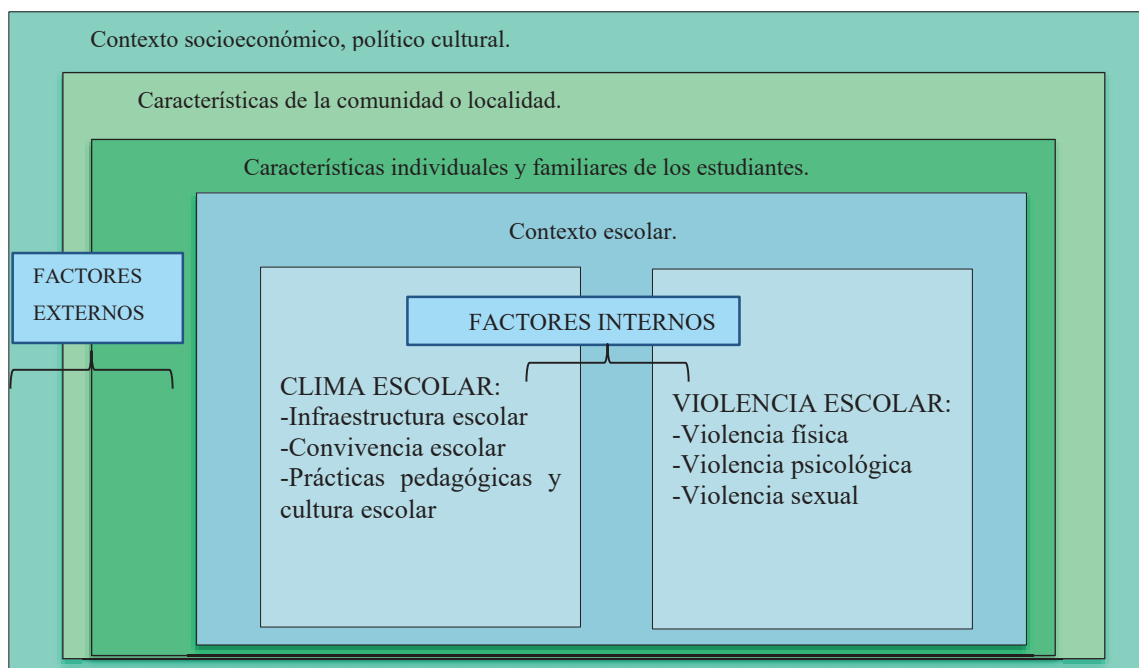 Contexto socioeconómico, político cultural.
Características de la comunidad o localidad.
Características individuales y familiares de los estudiantes.
Contexto escolar.
FACTORES
EXTERNOS
FACTORES INTERNOS
CLIMA ESCOLAR:
-Infraestructura escolar
-Convivencia escolar
-Prácticas pedagógicas y
cultura escolar
VIOLENCIA ESCOLAR:
-Violencia física
-Violencia psicológica
-Violencia sexual